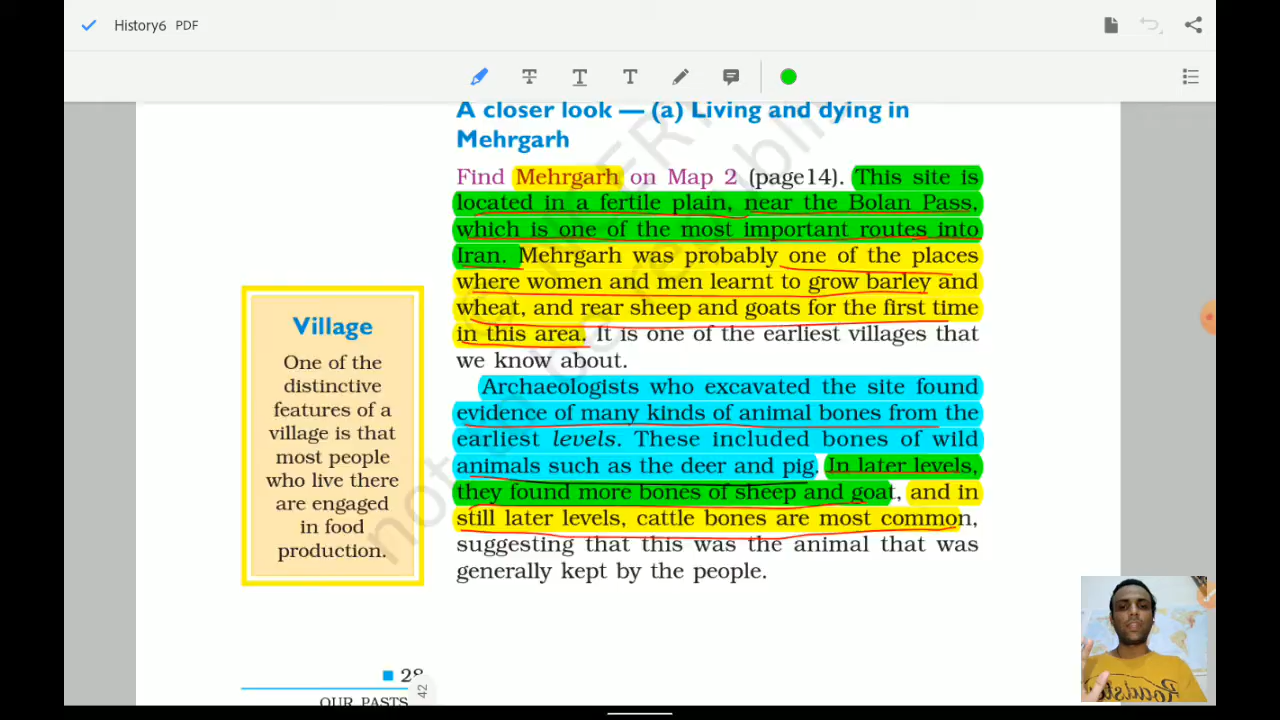 History6 PDF
A closer look — (a) Living and dying in
Mehrgarh
Find Mehrgarh on Map 2 (page14). This site is
located in a fertile plain, near the Bolan Pass,
which is one of the most important routes into
Iran. Mehrgarh was probably one of the places
where women and men learnt to grow barley and
wheat, and rear sheep and goats for the first time
in this area. It is one of the earliest villages that
we know about.
Archaeologists who excavated the site found
evidence of many kinds of animal bones from the
earliest levels. These included bones of wild
animals such as the deer and pig. In later levels,
they found more bones of sheep and goat, and in
still later levels, cattle bones are most common,
suggesting that this was the animal that was
generally kept by the people.
Village
One of the
distinctive
features of a
village is that
most people
who live there
are engaged
in food
production.
28
42
OUR PASTS